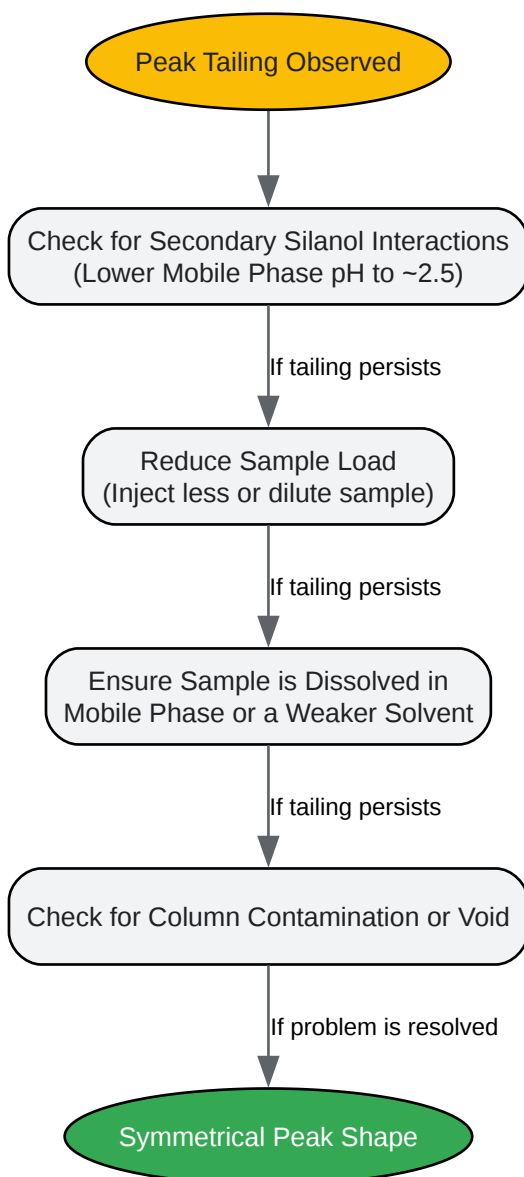 Peak Tailing Observed
Check for Secondary Silanol Interactions
(Lower Mobile Phase pH to ~2.5)
If tailing persists
Reduce Sample Load
(Inject less or dilute sample)
If tailing persists
Ensure Sample is Dissolved in
Mobile Phase or a Weaker Solvent
If tailing persists
Check for Column Contamination or Void
If problem is resolved
Symmetrical Peak Shape